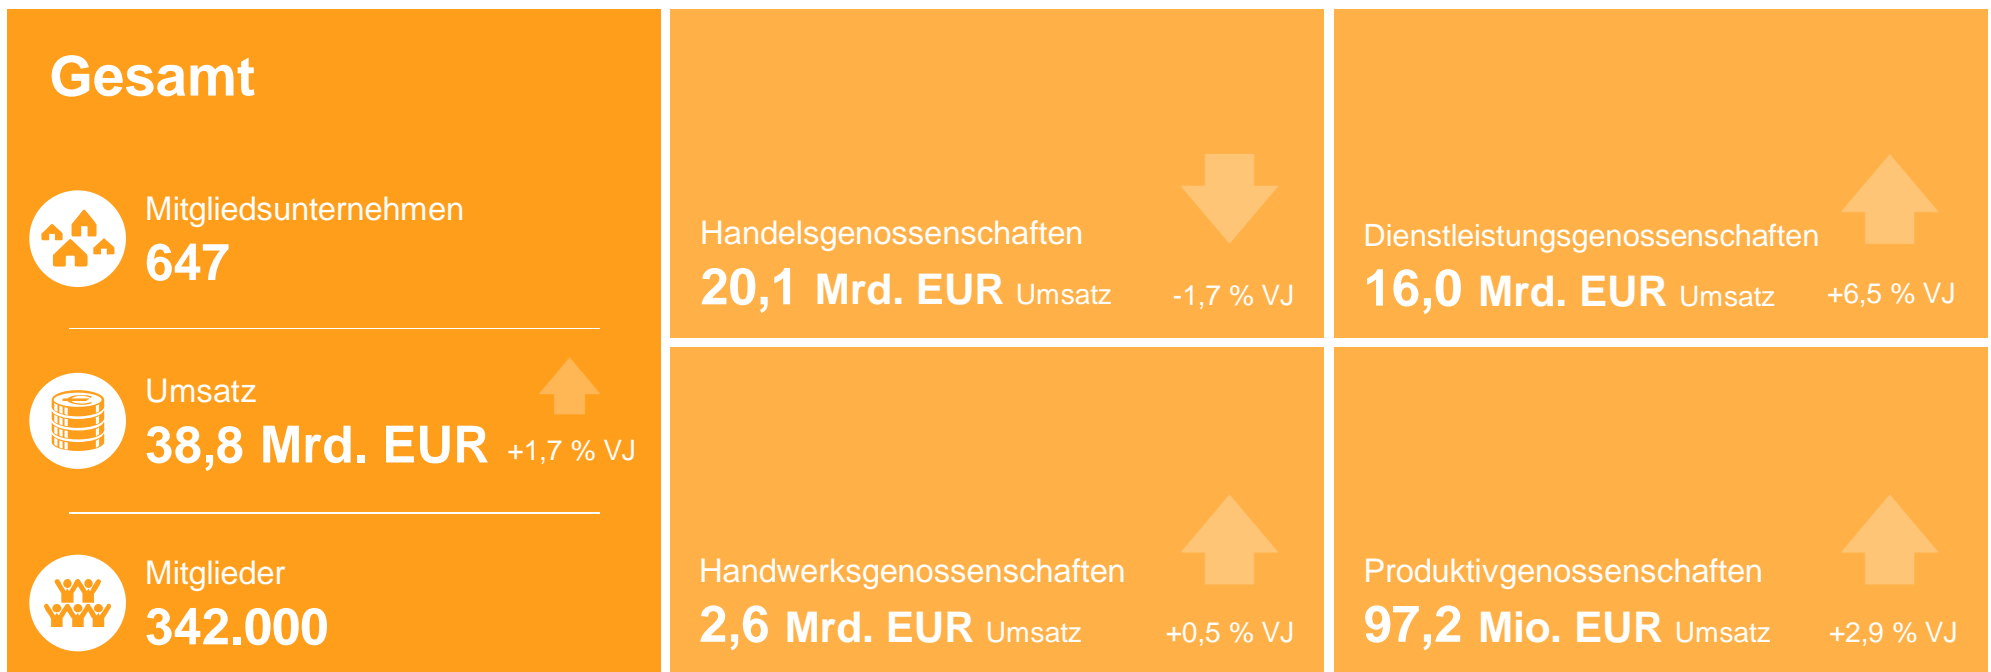 Gesamt
Mitgliedsunternehmen
647
Umsatz
38,8 Mrd. EUR +1,7 % VJ
Mitglieder
342.000
Handelsgenossenschaften
20,1 Mrd. EUR Umsatz -1,7 % VJ
Dienstleistungsgenossenschaften
16,0 Mrd. EUR Umsatz +6,5 % VJ
Handwerksgenossenschaften
2,6 Mrd. EUR Umsatz +0,5 % VJ
Produktivgenossenschaften
97,2 Mio. EUR Umsatz +2,9 % VJ